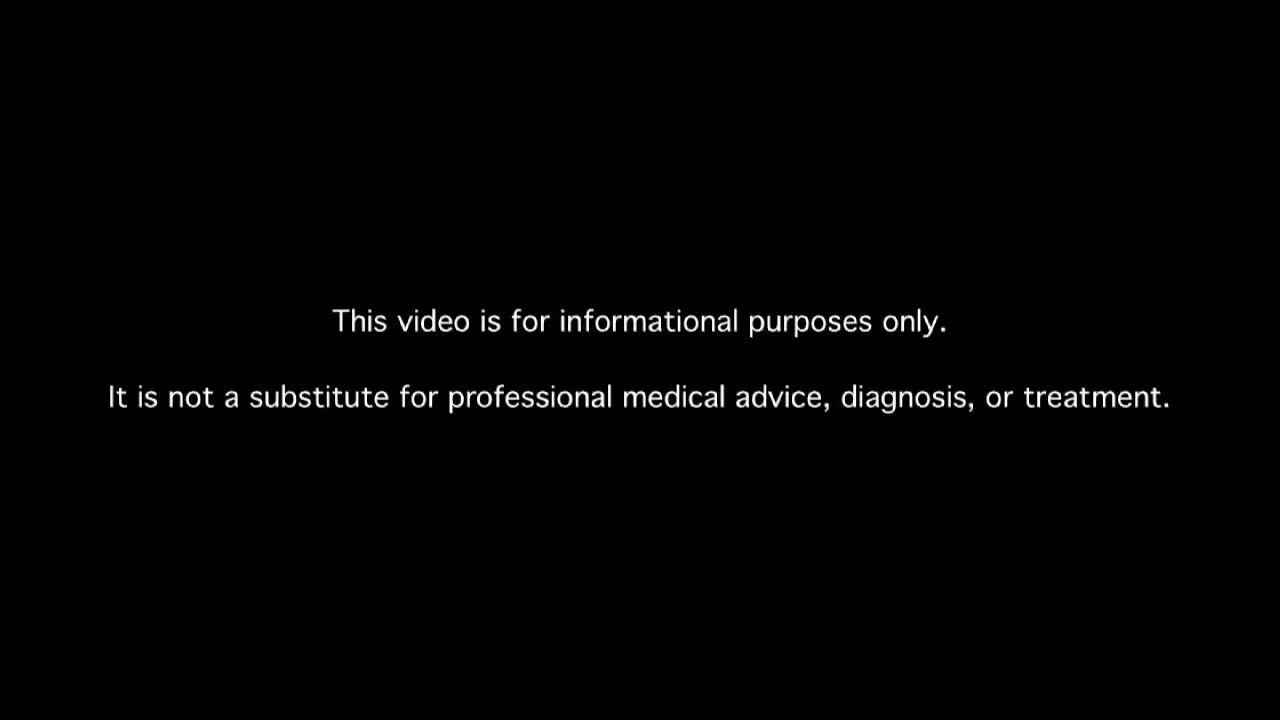 This video is for informational purposes only.
It is not a substitute for professional medical advice, diagnosis, or treatment.